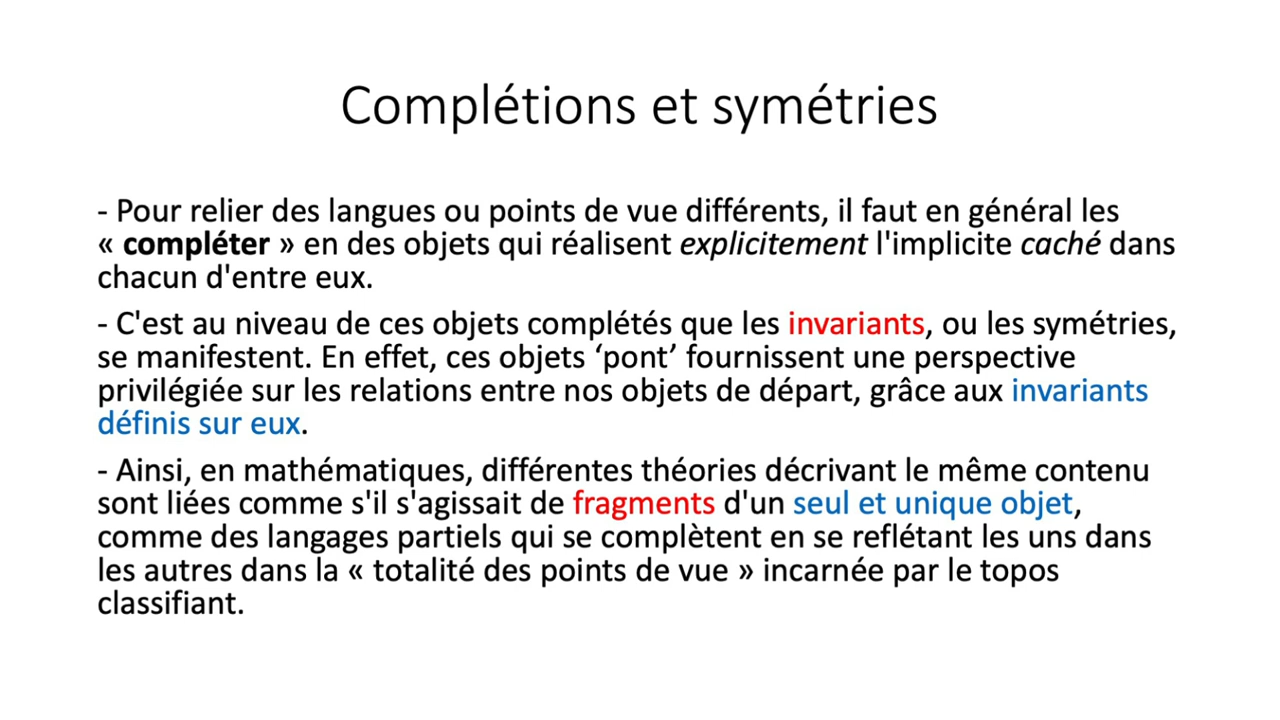 Complétions et symétries
- Pour relier des langues ou points de vue différents, il faut en général les
« compléter » en des objets qui réalisent explicitement l'implicite caché dans
chacun d'entre eux.
- C'est au niveau de ces objets complétés que les invariants, ou les symétries,
se manifestent. En effet, ces objets ‘pont’ fournissent une perspective
privilégiée sur les relations entre nos objets de départ, grâce aux invariants
définis sur eux.
- Ainsi, en mathématiques, différentes théories décrivant le même contenu
sont liées comme s'il s'agissait de fragments d'un seul et unique objet,
comme des langages partiels qui se complètent en se reflétant les uns dans
les autres dans la « totalité des points de vue » incarnée par le topos
classifiant.